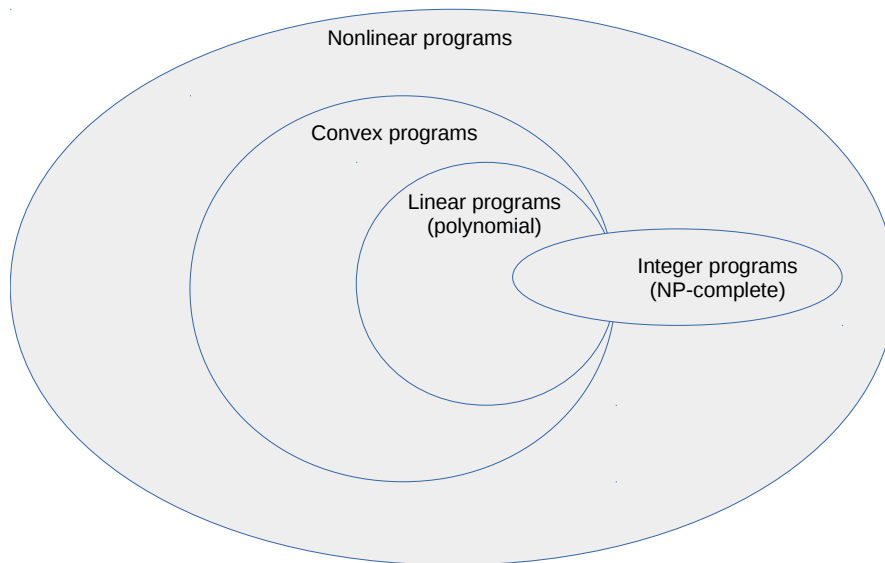 Nonlinear programs
Convex programs
Linear programs
(polynomial)
Integer programs
(NP-complete)